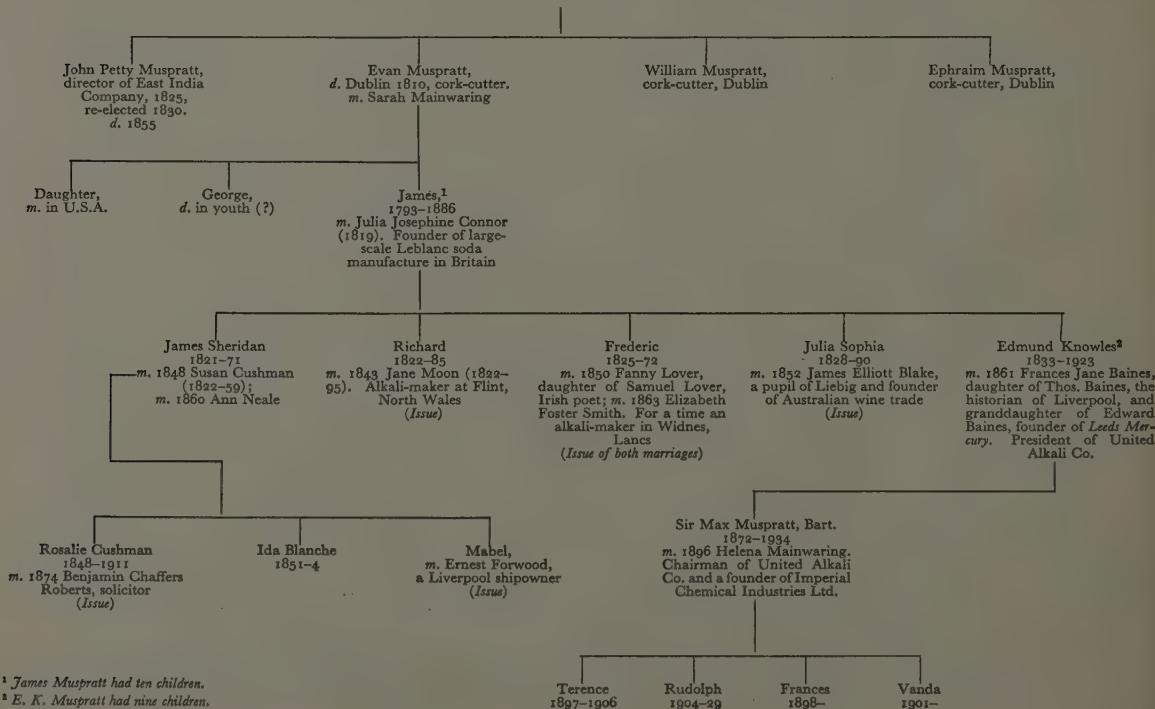 John Petty Muspratt,
director of East India
Company, 1825,
re-elected 1830.
d. 1855
Evan Muspratt,
d. Dublin 1810, cork-cutter.
m. Sarah Mainwaring
William Muspratt,
cork-cutter, Dublin
Ephraim Muspratt,
cork-cutter, Dublin
Daughter,
m. in U.S.A.
George,
d. in youth (?)
James,¹
1793–1886
m. Julia Josephine Connor
(1819). Founder of large-
scale Leblanc soda
manufacture in Britain
James Sheridan
1821–71
m. 1848 Susan Cushman
(1822–59);
m. 1860 Ann Neale
Richard
1822–85
m. 1843 Jane Moon (1822–
95). Alkali-maker at Flint,
North Wales
(Issue)
Frederic
1825–72
m. 1850 Fanny Lover,
daughter of Samuel Lover,
Irish poet; m. 1863 Elizabeth
Foster Smith. For a time an
alkali-maker in Widnes,
Lancs
(Issue of both marriages)
Julia Sophia
1828–90
m. 1852 James Elliott Blake,
a pupil of Liebig and founder
of Australian wine trade
(Issue)
Edmund Knowles²
1833–1923
m. 1861 Frances Jane Baines,
daughter of Thos. Baines, the
historian of Liverpool, and
granddaughter of Edward
Baines, founder of Leeds Mer-
cury. President of United
Alkali Co.
Rosalie Cushman
1848–1911
m. 1874 Benjamin Chaffers
Roberts, solicitor
(Issue)
Ida Blanche
1851–4
Mabel,
m. Ernest Forwood,
a Liverpool shipowner
(Issue)
Sir Max Muspratt, Bart.
1872–1934
m. 1896 Helena Mainwaring.
Chairman of United Alkali
Co. and a founder of Imperial
Chemical Industries Ltd.
Terence
1897–1906
Rudolph
1904–29
Frances
1898–
Vanda
1901–
¹ James Muspratt had ten children.
² E. K. Muspratt had nine children.